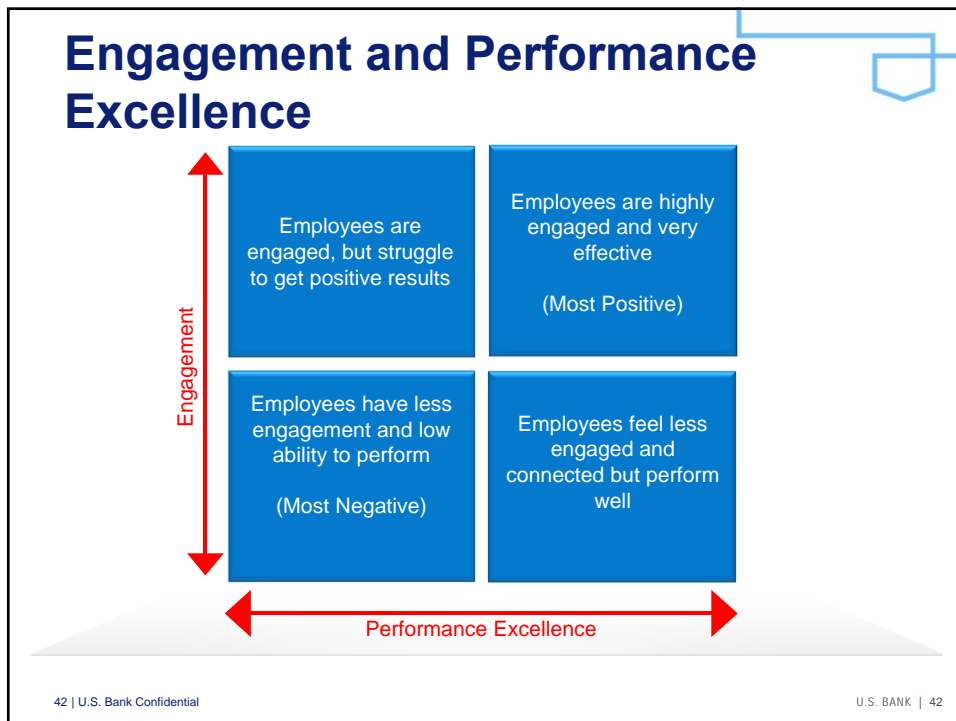 Engagement and Performance
Excellence
Employees are
engaged, but struggle
to get positive results
Employees are highly
engaged and very
effective
(Most Positive)
Engagement
Employees have less
engagement and low
ability to perform
(Most Negative)
Employees feel less
engaged and
connected but perform
well
Performance Excellence
42 | U.S. Bank Confidential
U.S. BANK | 42